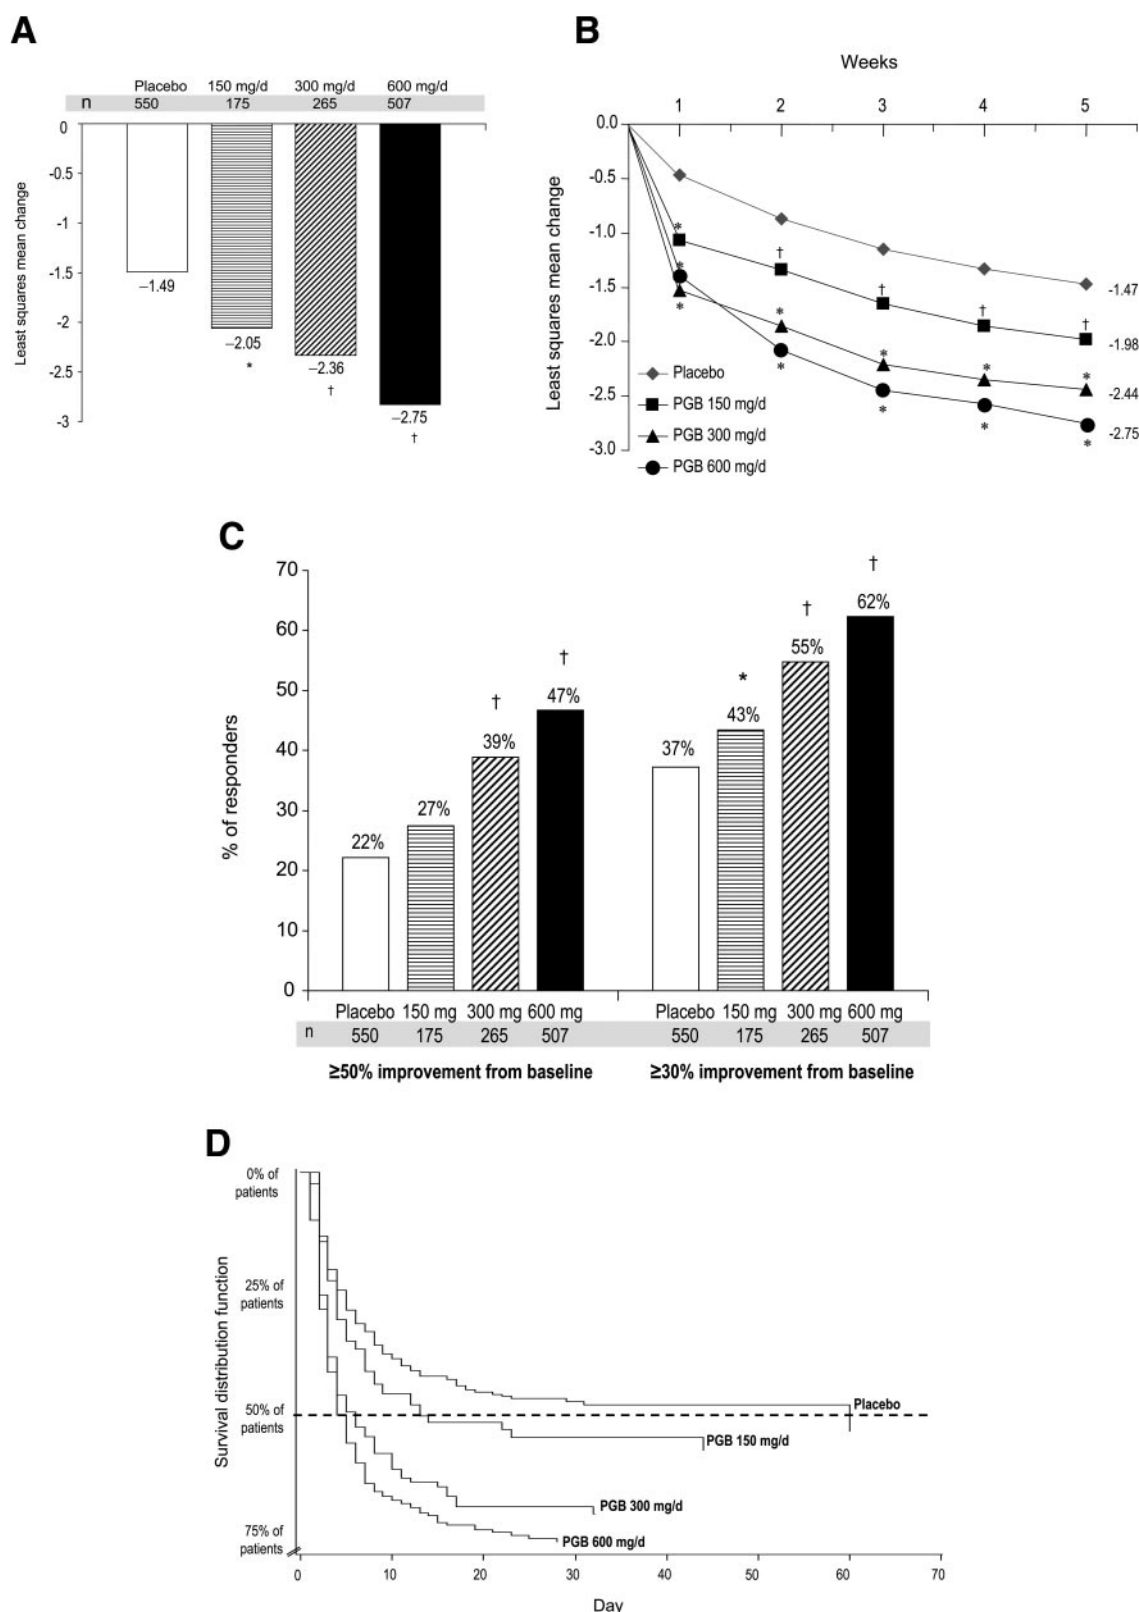 A
Placebo 150 mg/d 300 mg/d 600 mg/d
n 550 175 265 507
0
-0.5
-1
-1.5
-2
-2.5
-3
Least squares mean change
–1.49
–2.05
*
–2.36
†
–2.75
†
B
Weeks
1 2 3 4 5
0.0
-0.5
-1.0
-1.5
-2.0
-2.5
-3.0
Least squares mean change
* † † † †
* * * * *
* * * * *
-1.47
-1.98
-2.44
-2.75
Placebo
PGB 150 mg/d
PGB 300 mg/d
PGB 600 mg/d
C
70
60
50
40
30
20
10
0
% of responders
22%
27%
† 39%
† 47%
37%
* 43%
† 55%
† 62%
Placebo 150 mg 300 mg 600 mg Placebo 150 mg 300 mg 600 mg
n 550 175 265 507 550 175 265 507
≥50% improvement from baseline ≥30% improvement from baseline
D
0% of
patients
25% of
patients
50% of
patients
75% of
patients
Survival distribution function
Placebo
PGB 150 mg/d
PGB 300 mg/d
PGB 600 mg/d
0 10 20 30 40 50 60 70
Day